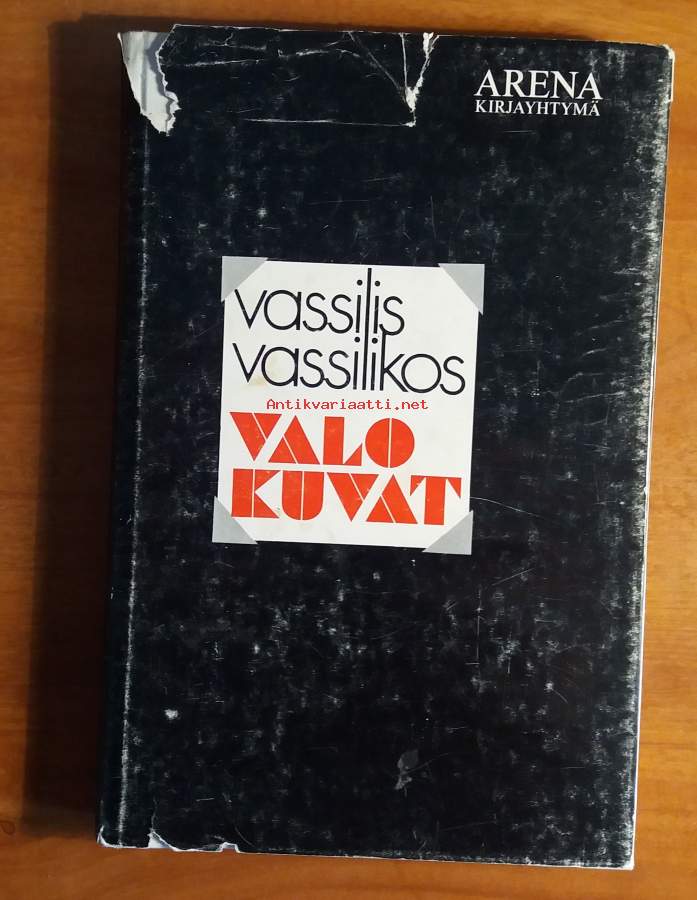 ARENA
KIRJAYHTYMÄ
vassilis
vassilikos
Antikvariaatti.net
VALO
KUVAT